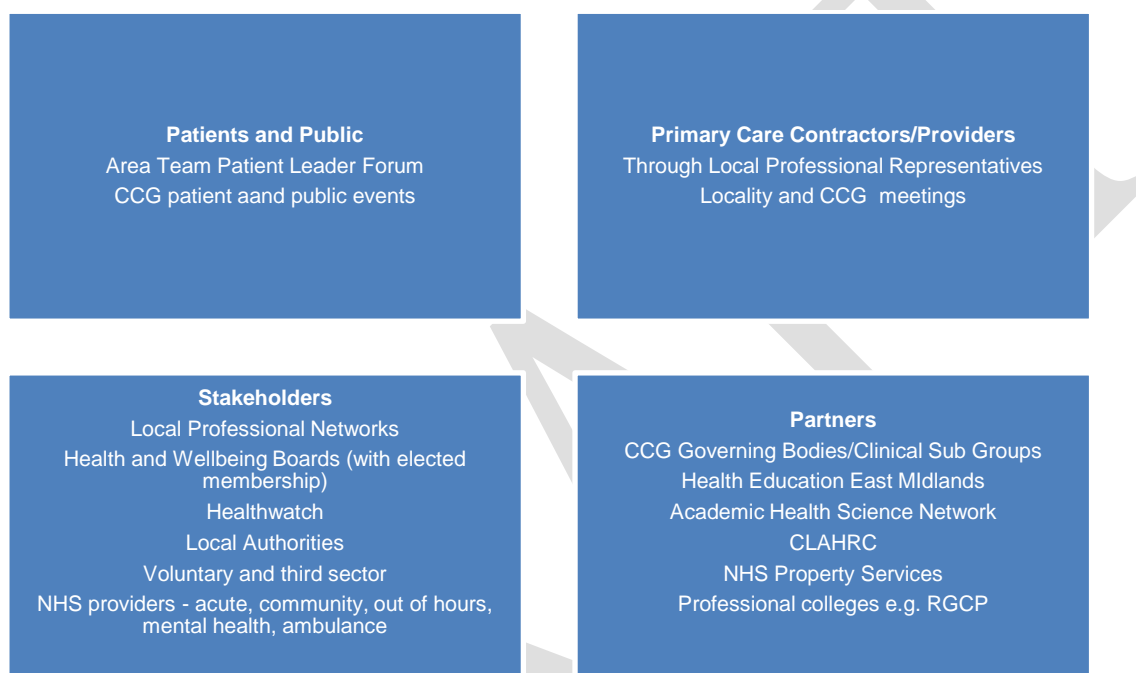 Patients and Public
Area Team Patient Leader Forum
CCG patient aand public events
Primary Care Contractors/Providers
Through Local Professional Representatives
Locality and CCG  meetings
Stakeholders
Local Professional Networks
Health and Wellbeing Boards (with elected
membership)
Healthwatch
Local Authorities
Voluntary and third sector
NHS providers - acute, community, out of hours,
mental health, ambulance
Partners
CCG Governing Bodies/Clinical Sub Groups
Health Education East MIdlands
Academic Health Science Network
CLAHRC
NHS Property Services
Professional colleges e.g. RGCP